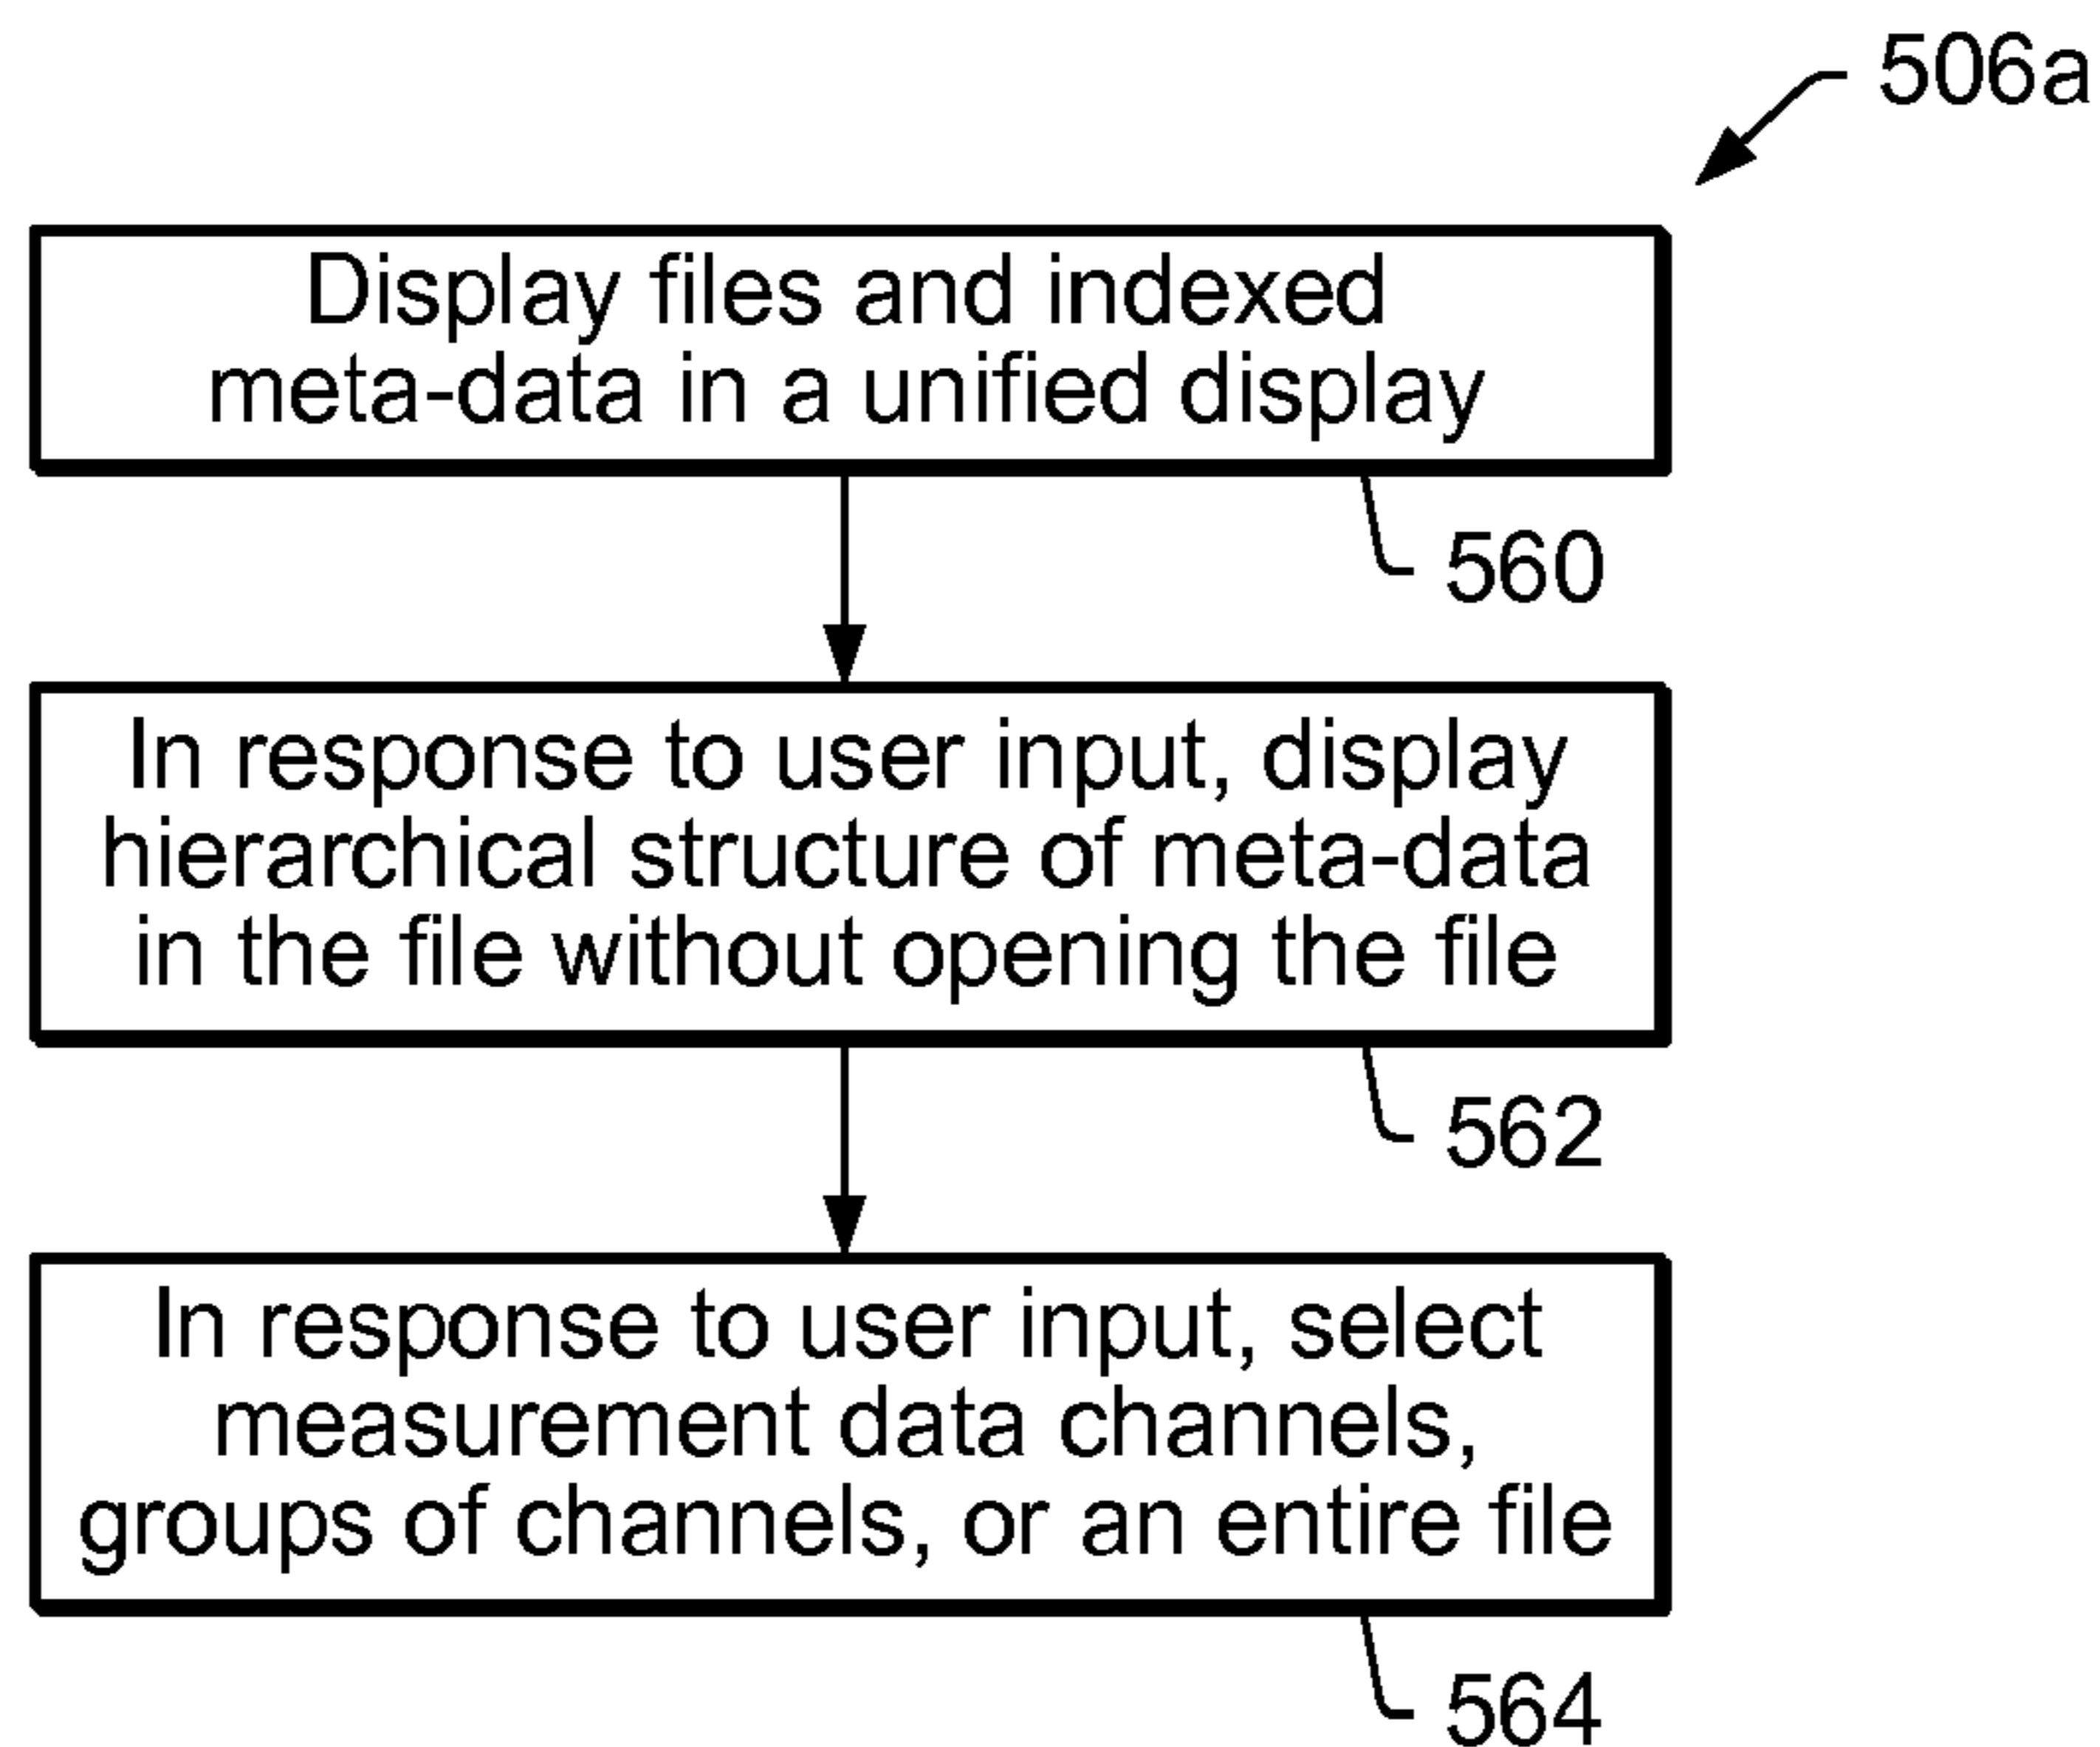 506a
Display files and indexed
meta-data in a unified display
560
In response to user input, display
hierarchical structure of meta-data
in the file without opening the file
562
In response to user input, select
measurement data channels,
groups of channels, or an entire file
564